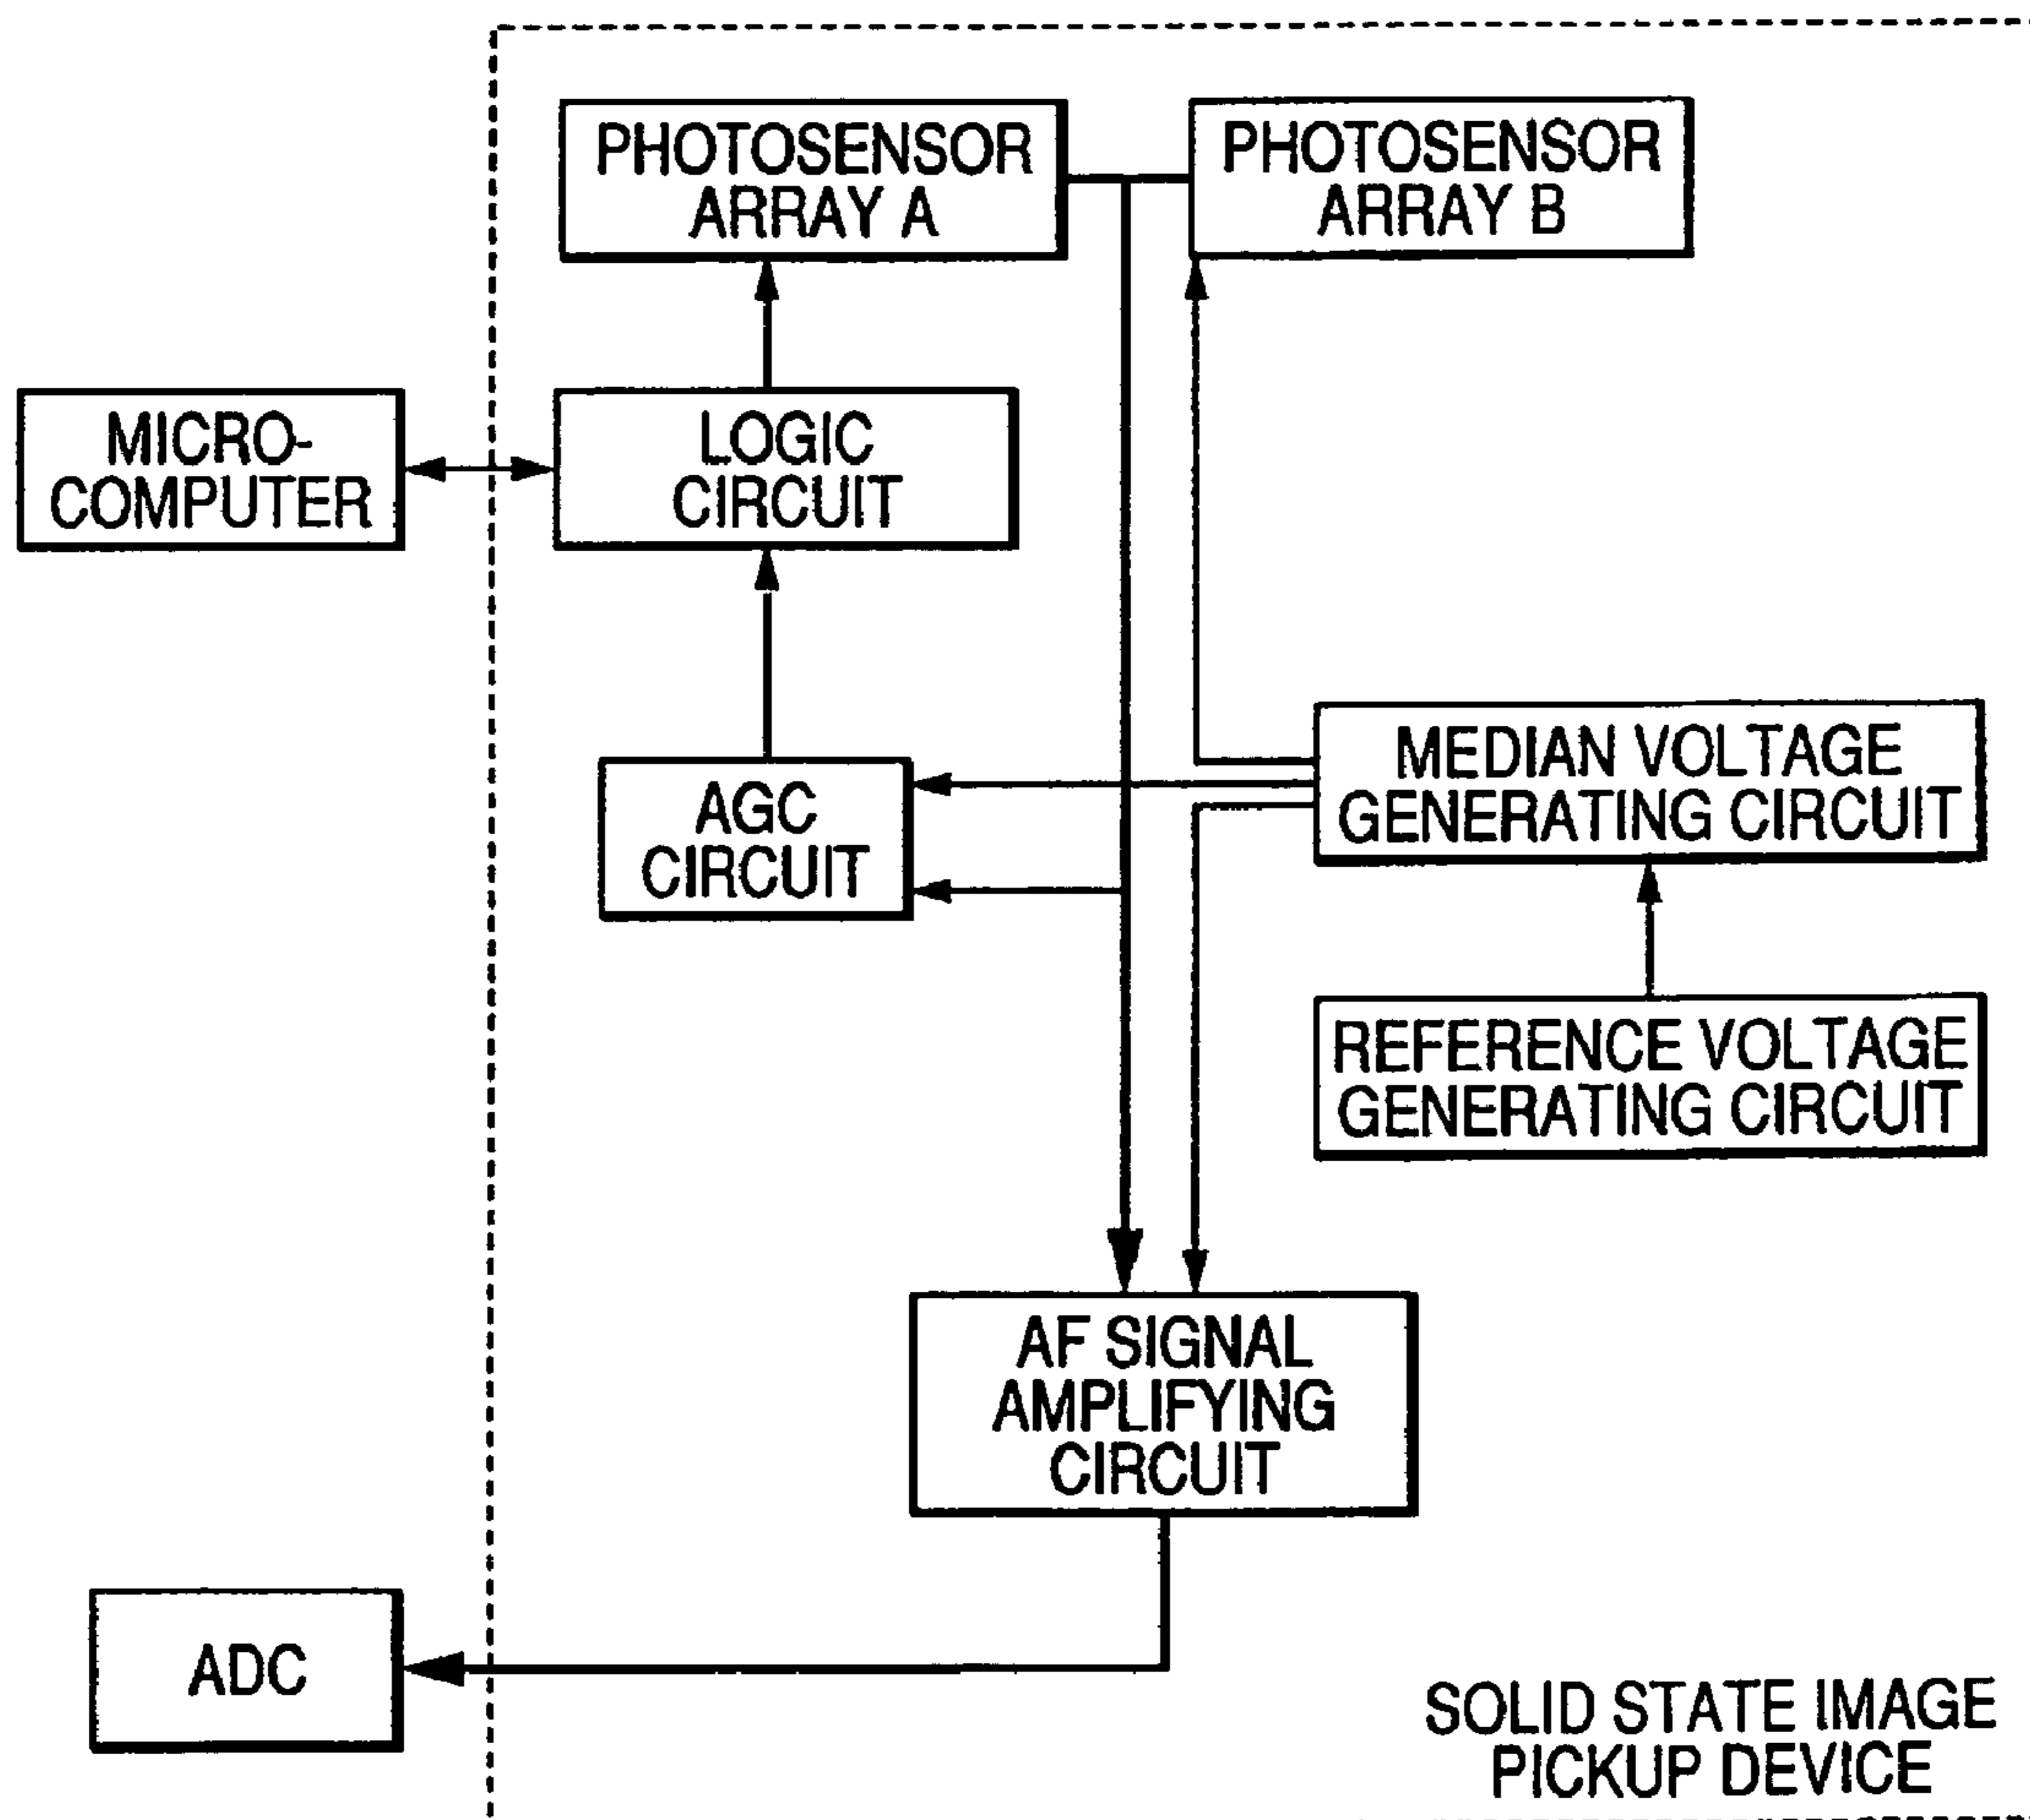 PHOTOSENSOR
ARRAY A
PHOTOSENSOR
ARRAY B
MICRO-
COMPUTER
LOGIC
CIRCUIT
AGC
CIRCUIT
MEDIAN VOLTAGE
GENERATING CIRCUIT
REFERENCE VOLTAGE
GENERATING CIRCUIT
AF SIGNAL
AMPLIFYING
CIRCUIT
ADC
SOLID STATE IMAGE
PICKUP DEVICE